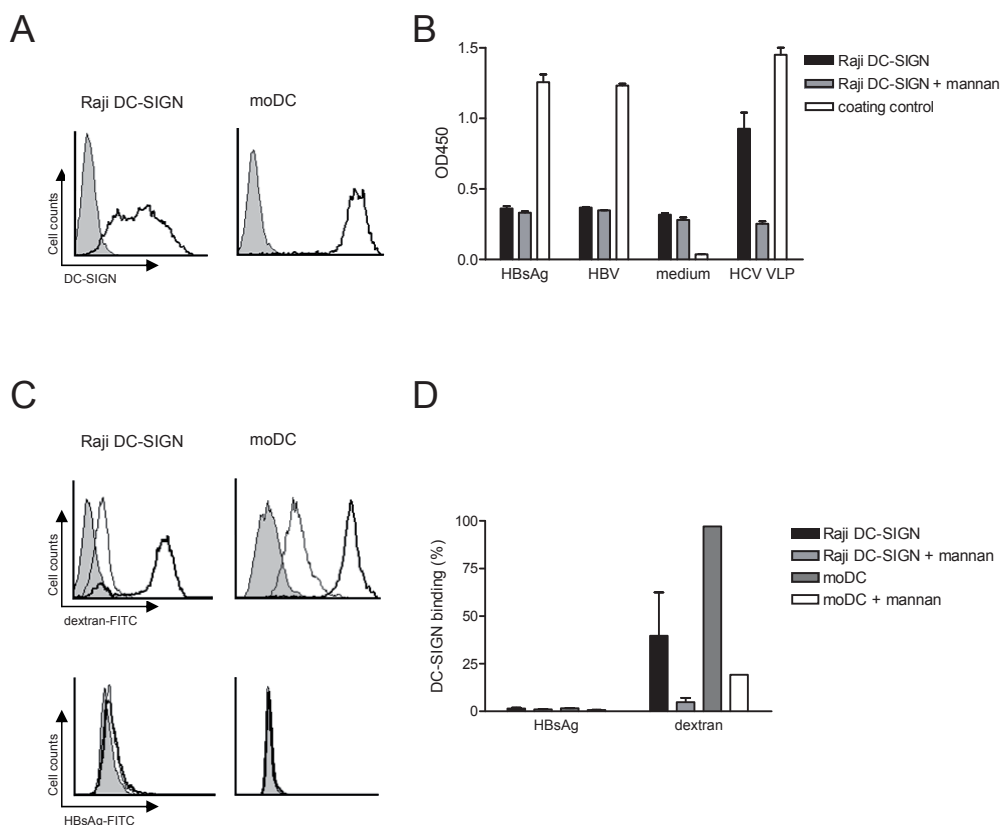 A
Raji DC-SIGN
moDC
Cell counts
DC-SIGN
B
1.5
1.0
0.5
0.0
OD450
HBsAg
HBV
medium
HCV VLP
Raji DC-SIGN
Raji DC-SIGN + mannan
coating control
C
Raji DC-SIGN
moDC
Cell counts
dextran-FITC
Cell counts
HBsAg-FITC
D
100
75
50
25
0
DC-SIGN binding (%)
HBsAg
dextran
Raji DC-SIGN
Raji DC-SIGN + mannan
moDC
moDC + mannan